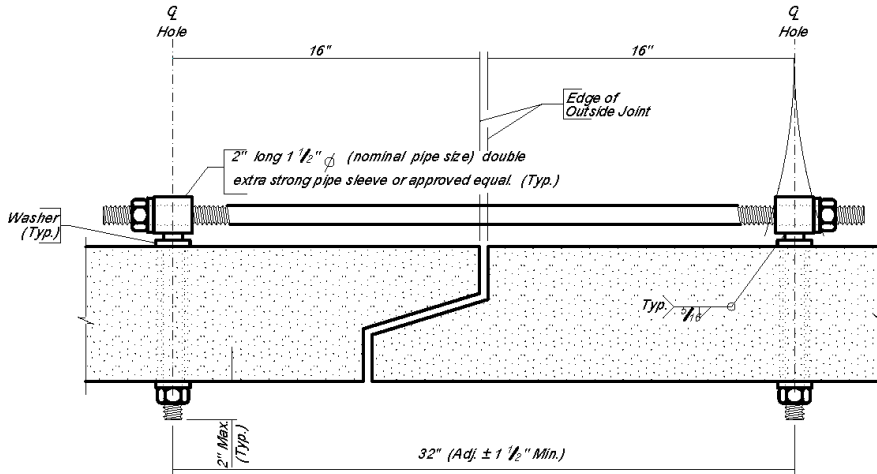 ℄
Hole
℄
Hole
16"
16"
Edge of
Outside Joint
2" long 1 1/2" ⌀ (nominal pipe size) double
extra strong pipe sleeve or approved equal. (Typ.)
Washer
(Typ.)
Typ.
5/16
2" Max.
(Typ.)
32" (Adj. ± 1 1/2" Min.)